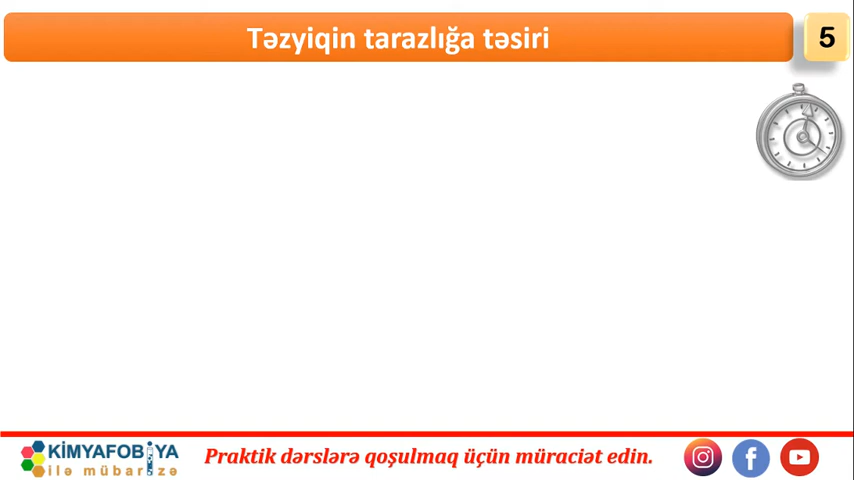 Təzyiqin tarazlığa təsiri
5
KİMYAFOBİYA
ilə mübarizə
Praktik dərslərə qoşulmaq üçün müraciət edin.